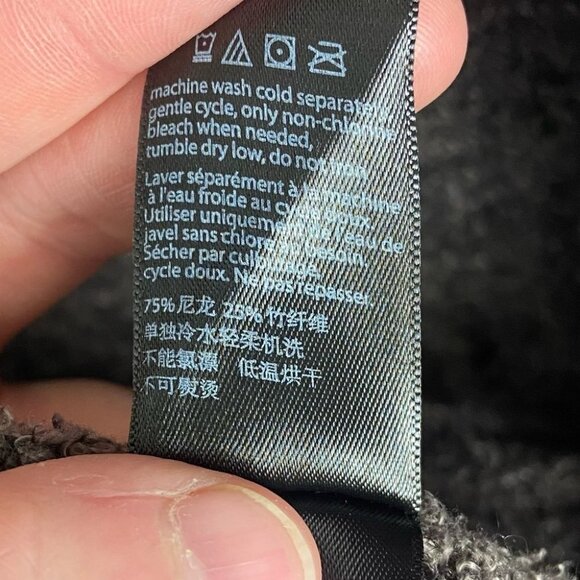 machine wash cold separately
gentle cycle, only non-chlorine
bleach when needed,
tumble dry low, do not iron
Laver séparément à la machine
à l'eau froide au cycle doux.
Utiliser uniquement de l'eau de
javel sans chlore au besoin,
Sécher par culbutage,
cycle doux. Ne pas repasser.
75%尼龙 25%竹纤维
单独冷水轻柔机洗
不能氯漂 低温烘干
不可熨烫